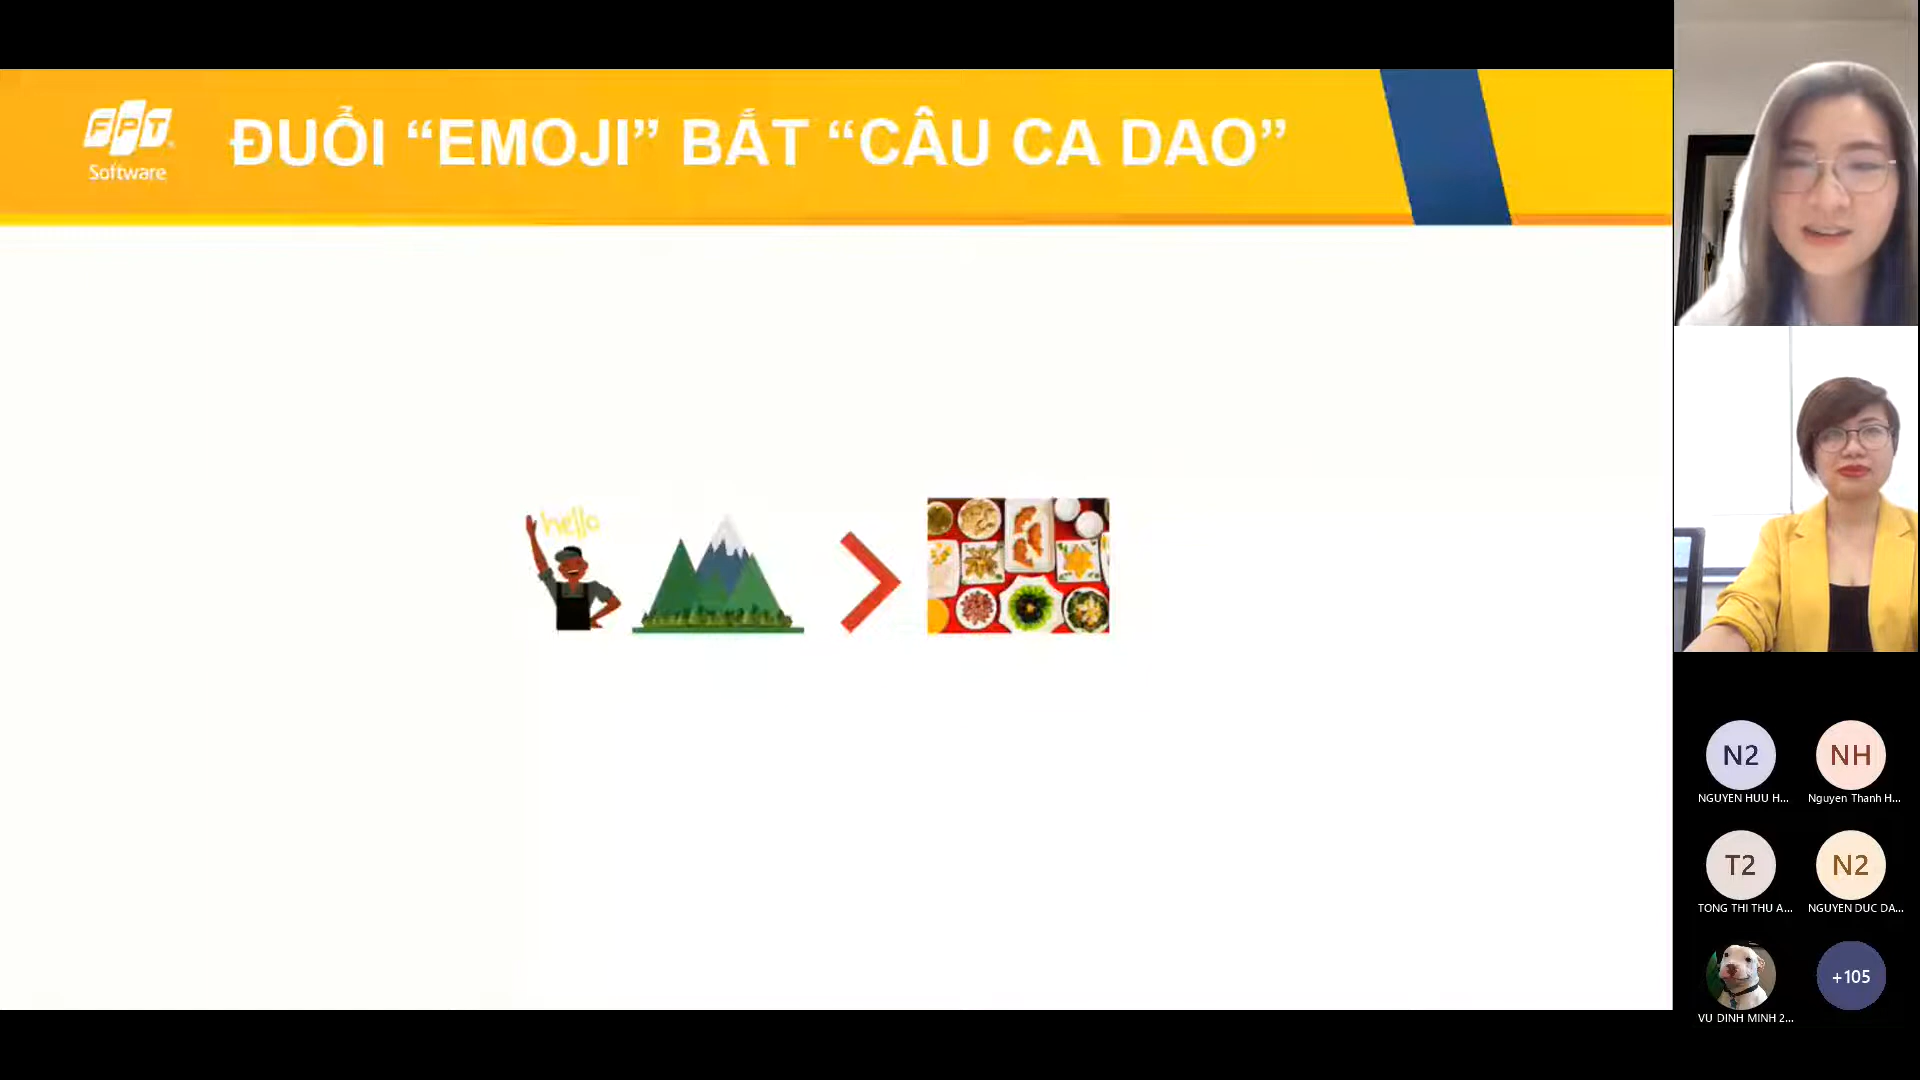 FPT
Software
ĐUỔI “EMOJI” BẮT “CÂU CA DAO”
hello
N2
NGUYEN HUU H...
NH
Nguyen Thanh H...
T2
TONG THI THU A...
N2
NGUYEN DUC DA...
VU DINH MINH 2...
+105